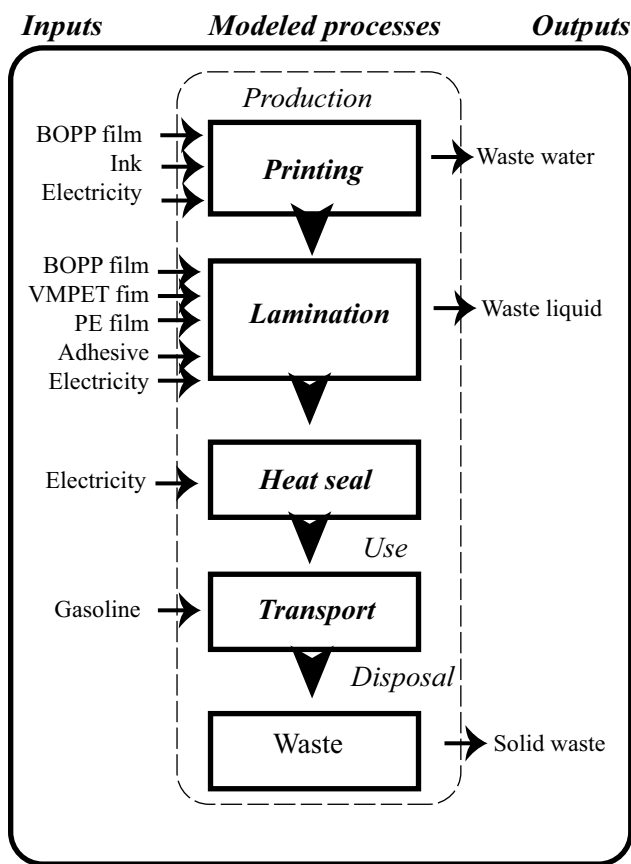 Inputs Modeled processes Outputs
Production
BOPP film
Ink
Electricity
Printing
Waste water
BOPP film
VMPET fim
PE film
Adhesive
Electricity
Lamination
Waste liquid
Electricity
Heat seal
Use
Gasoline
Transport
Disposal
Waste
Solid waste